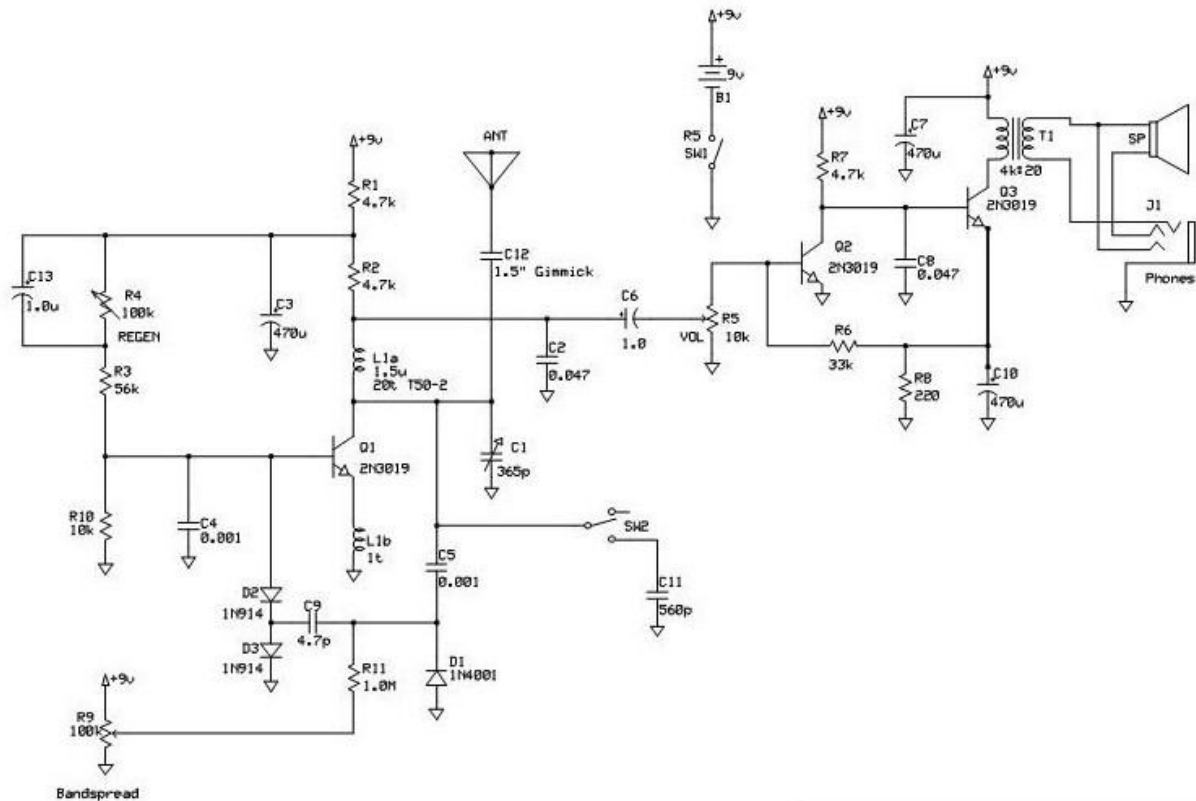 +9v
+
9v
B1
R5
SW1
+9v
C7
470u
T1
4k:20
SP
J1
Phones
+9v
R7
4.7k
Q3
2N3019
Q2
2N3019
C8
0.047
R6
33k
R8
220
C10
470u
ANT
+9v
R1
4.7k
C12
1.5" Gimmick
R2
4.7k
C13
1.0u
R4
100k
REGEN
C3
470u
C6
1.0
VOL
R5
10k
C2
0.047
L1a
1.5u
20t T50-2
R3
56k
Q1
2N3019
C1
365p
R10
10k
C4
0.001
L1b
1t
C5
0.001
SW2
C11
560p
D2
1N914
C9
4.7p
D3
1N914
R11
1.0M
D1
1N4001
+9v
R9
100k
Bandspread